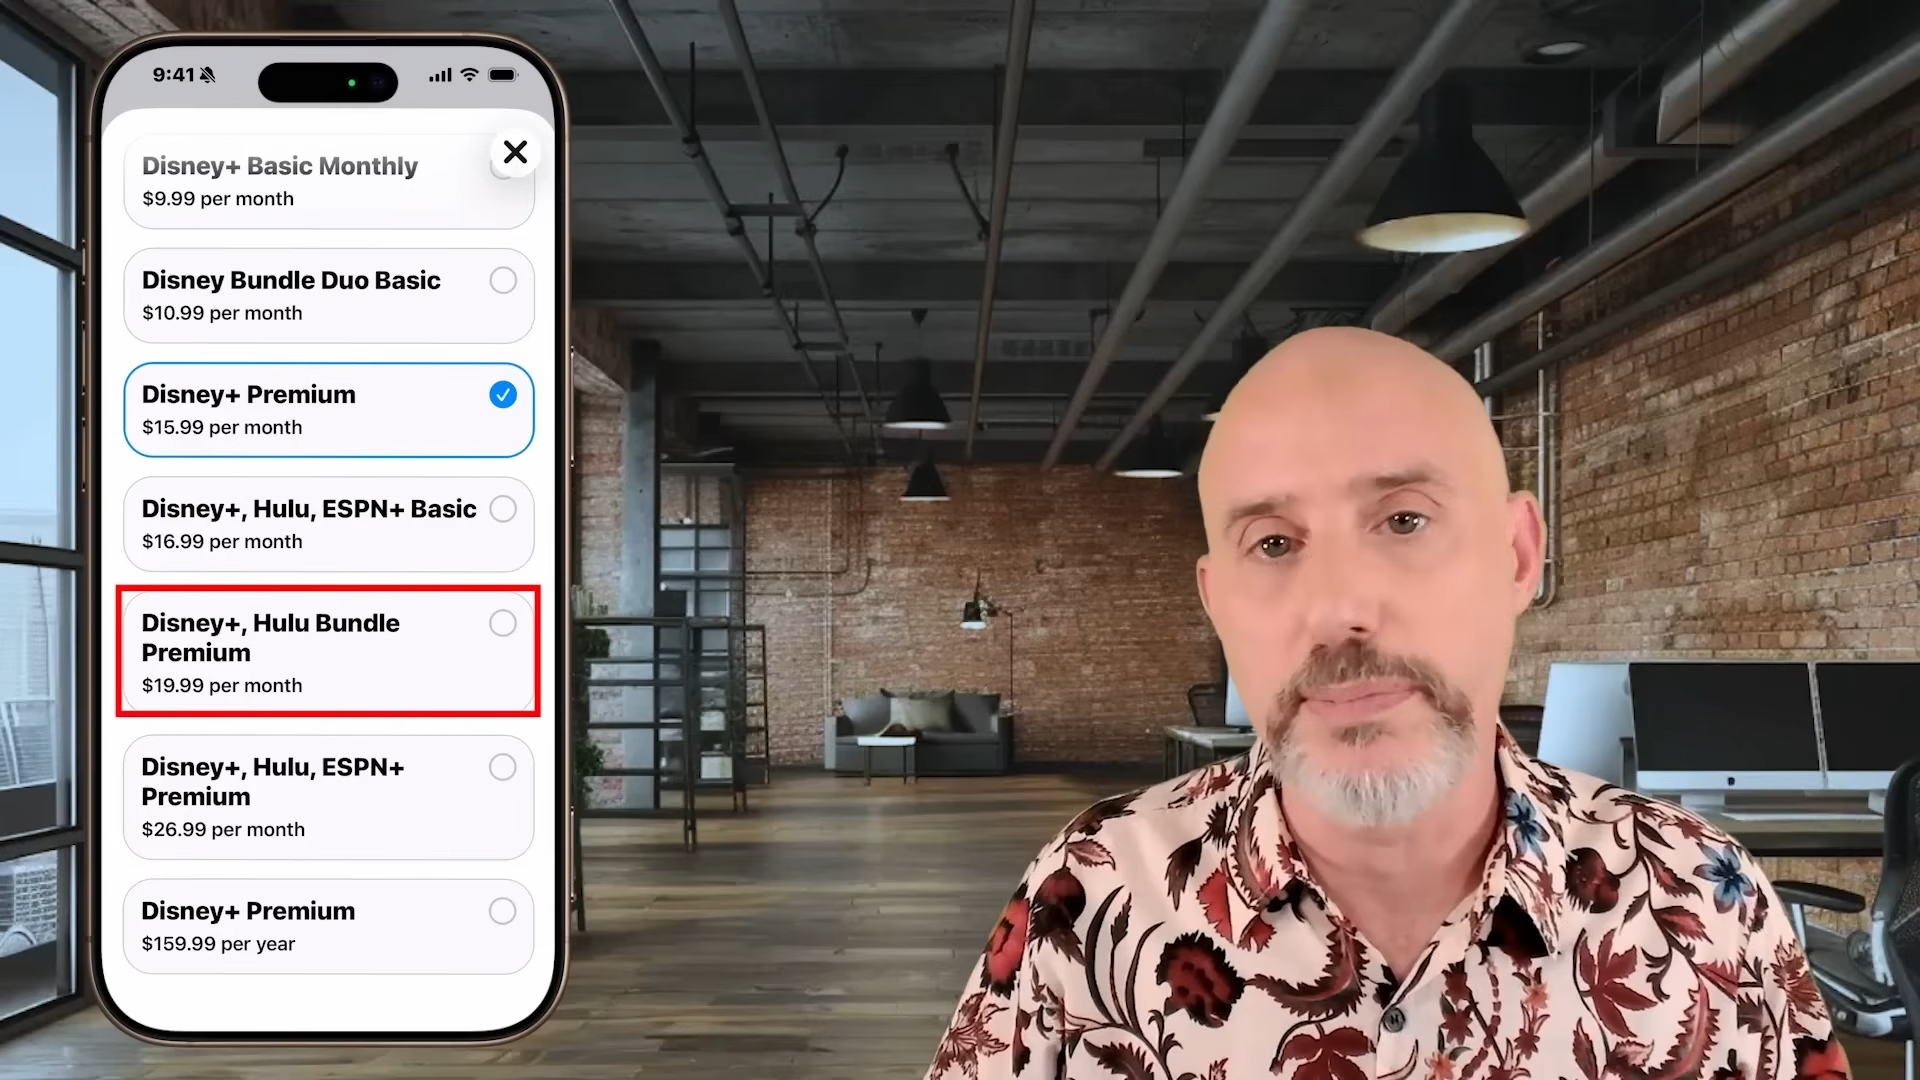 9:41
Disney+ Basic Monthly
$9.99 per month
Disney Bundle Duo Basic
$10.99 per month
Disney+ Premium
$15.99 per month
Disney+, Hulu, ESPN+ Basic
$16.99 per month
Disney+, Hulu Bundle
Premium
$19.99 per month
Disney+, Hulu, ESPN+
Premium
$26.99 per month
Disney+ Premium
$159.99 per year